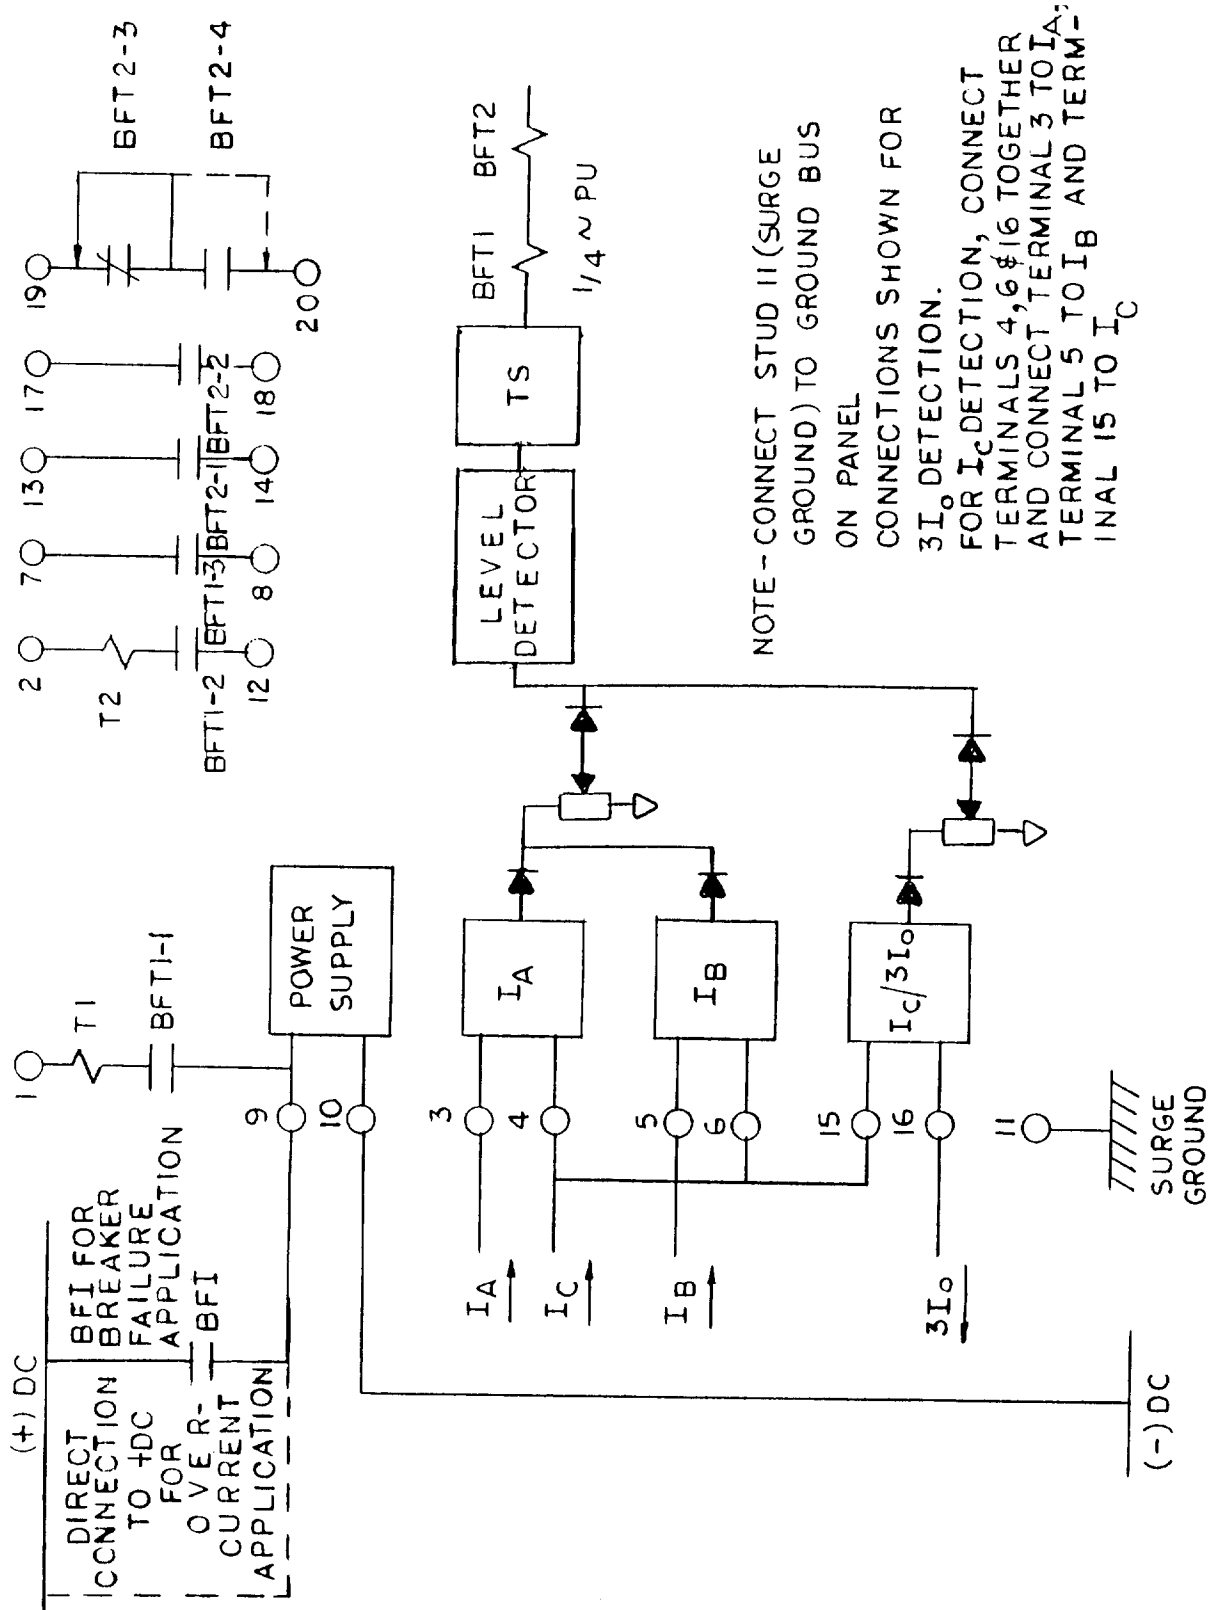 (+) DC
DIRECT
CCNNECTION
TO +DC
FOR
O V E R-
CURRENT
APPLICATION
BFI FOR
BREAKER
FAILURE
APPLICATION
BFI
1
T1
BFT1-1
9
10
POWER
SUPPLY
2
T2
BFT1-2
12
7
BFT1-3
8
13
BFT2-1
14
17
BFT2-2
18
19
20
BFT2-3
BFT2-4
IA
IC
IB
3I0
3
4
5
6
15
16
11
IA
IB
IC/3I0
SURGE
GROUND
(-) DC
LEVEL
DETECTOR
TS
BFT1 BFT2
1/4 ~ PU
NOTE-CONNECT STUD 11 (SURGE
GROUND) TO GROUND BUS
ON PANEL
CONNECTIONS SHOWN FOR
3I0 DETECTION.
FOR IC DETECTION, CONNECT
TERMINALS 4,6 & 16 TOGETHER
AND CONNECT TERMINAL 3 TO IA,
TERMINAL 5 TO IB AND TERM-
INAL 15 TO IC